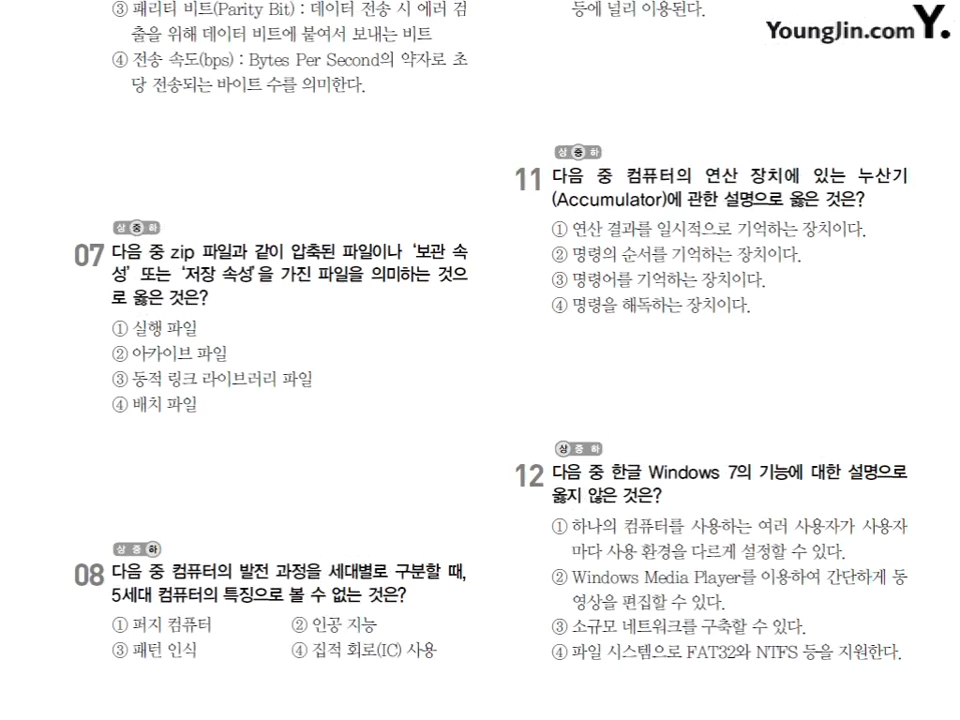 ③ 패리티 비트(Parity Bit) : 데이터 전송 시 에러 검
출을 위해 데이터 비트에 붙여서 보내는 비트
④ 전송 속도(bps) : Bytes Per Second의 약자로 초
당 전송되는 바이트 수를 의미한다.
상 중 하
07 다음 중 zip 파일과 같이 압축된 파일이나 ‘보관 속
성’ 또는 ‘저장 속성’을 가진 파일을 의미하는 것으
로 옳은 것은?
① 실행 파일
② 아카이브 파일
③ 동적 링크 라이브러리 파일
④ 배치 파일
상 중 하
08 다음 중 컴퓨터의 발전 과정을 세대별로 구분할 때,
5세대 컴퓨터의 특징으로 볼 수 없는 것은?
① 퍼지 컴퓨터 ② 인공 지능
③ 패턴 인식 ④ 집적 회로(IC) 사용
등에 널리 이용된다.
YoungJin.com Y.
상 중 하
11 다음 중 컴퓨터의 연산 장치에 있는 누산기
(Accumulator)에 관한 설명으로 옳은 것은?
① 연산 결과를 일시적으로 기억하는 장치이다.
② 명령의 순서를 기억하는 장치이다.
③ 명령어를 기억하는 장치이다.
④ 명령을 해독하는 장치이다.
상 중 하
12 다음 중 한글 Windows 7의 기능에 대한 설명으로
옳지 않은 것은?
① 하나의 컴퓨터를 사용하는 여러 사용자가 사용자
마다 사용 환경을 다르게 설정할 수 있다.
② Windows Media Player를 이용하여 간단하게 동
영상을 편집할 수 있다.
③ 소규모 네트워크를 구축할 수 있다.
④ 파일 시스템으로 FAT32와 NTFS 등을 지원한다.